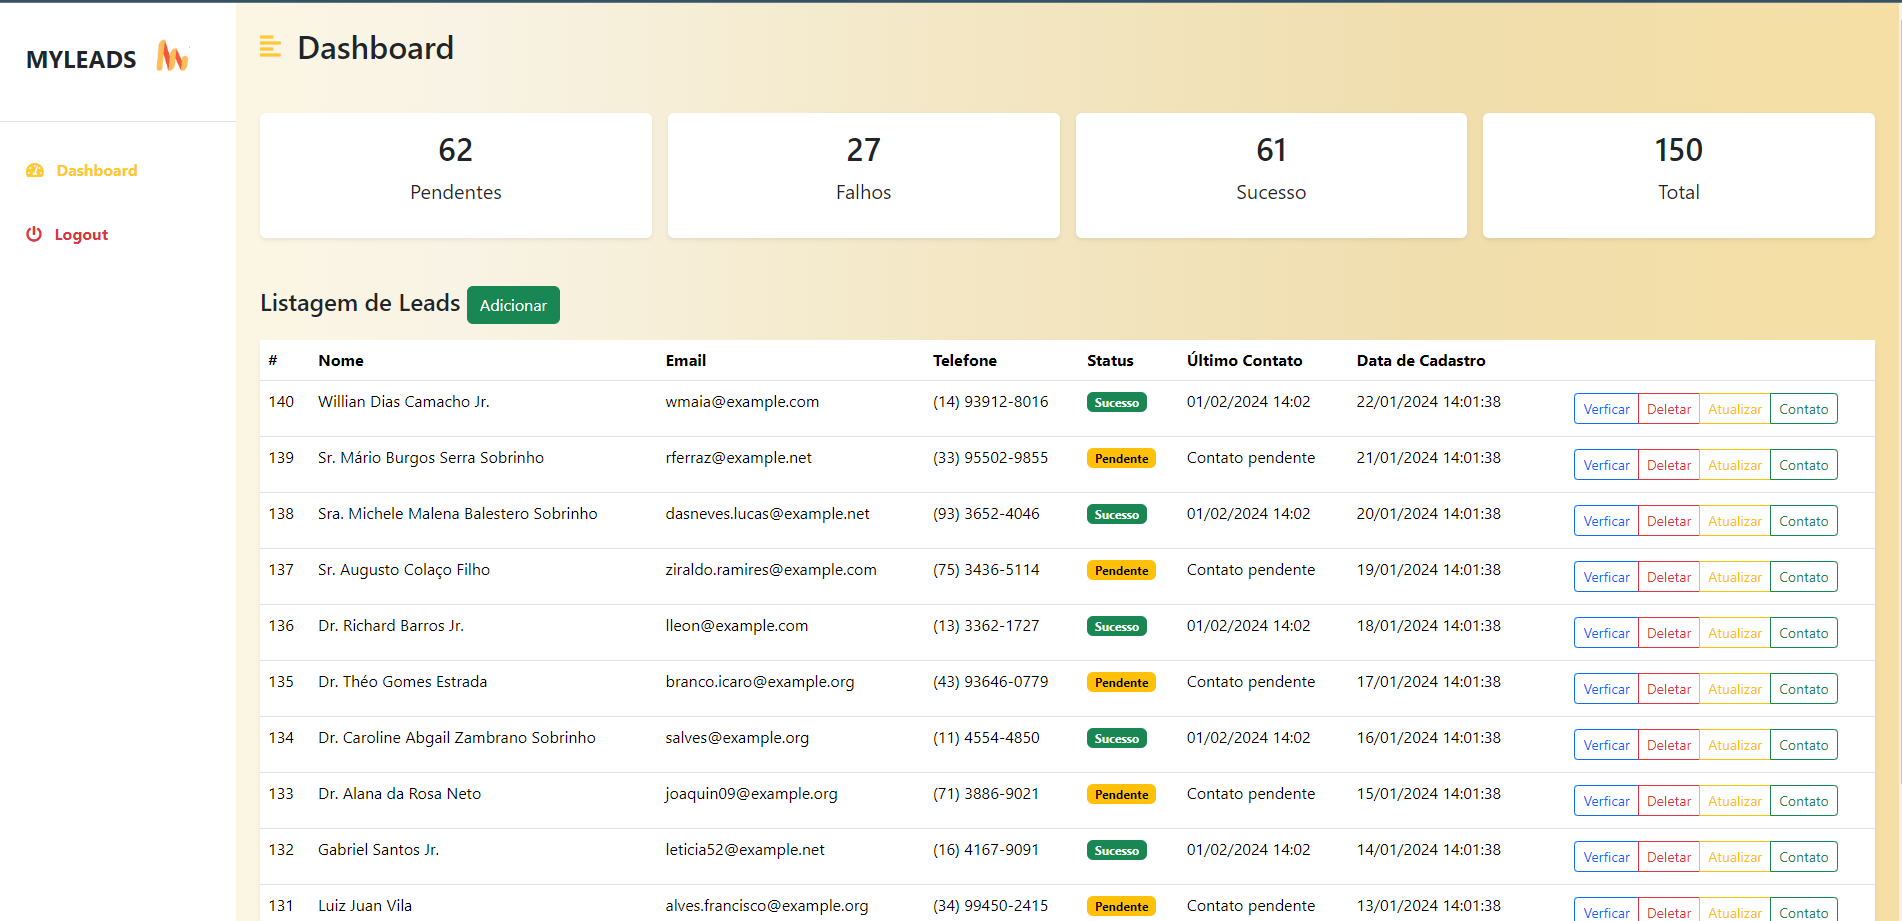 MYLEADS
Dashboard
Logout
Dashboard
62 27 61 150
Pendentes Falhos Sucesso Total
Listagem de Leads Adicionar
# Nome Email Telefone Status Último Contato Data de Cadastro
140 Willian Dias Camacho Jr. wmaia@example.com (14) 93912-8016 Sucesso 01/02/2024 14:02 22/01/2024 14:01:38 Verficar Deletar Atualizar Contato
139 Sr. Mário Burgos Serra Sobrinho rferraz@example.net (33) 95502-9855 Pendente Contato pendente 21/01/2024 14:01:38 Verficar Deletar Atualizar Contato
138 Sra. Michele Malena Balestero Sobrinho dasneves.lucas@example.net (93) 3652-4046 Sucesso 01/02/2024 14:02 20/01/2024 14:01:38 Verficar Deletar Atualizar Contato
137 Sr. Augusto Colaço Filho ziraldo.ramires@example.com (75) 3436-5114 Pendente Contato pendente 19/01/2024 14:01:38 Verficar Deletar Atualizar Contato
136 Dr. Richard Barros Jr. lleon@example.com (13) 3362-1727 Sucesso 01/02/2024 14:02 18/01/2024 14:01:38 Verficar Deletar Atualizar Contato
135 Dr. Théo Gomes Estrada branco.icaro@example.org (43) 93646-0779 Pendente Contato pendente 17/01/2024 14:01:38 Verficar Deletar Atualizar Contato
134 Dr. Caroline Abgail Zambrano Sobrinho salves@example.org (11) 4554-4850 Sucesso 01/02/2024 14:02 16/01/2024 14:01:38 Verficar Deletar Atualizar Contato
133 Dr. Alana da Rosa Neto joaquin09@example.org (71) 3886-9021 Pendente Contato pendente 15/01/2024 14:01:38 Verficar Deletar Atualizar Contato
132 Gabriel Santos Jr. leticia52@example.net (16) 4167-9091 Sucesso 01/02/2024 14:02 14/01/2024 14:01:38 Verficar Deletar Atualizar Contato
131 Luiz Juan Vila alves.francisco@example.org (34) 99450-2415 Pendente Contato pendente 13/01/2024 14:01:38 Verficar Deletar Atualizar Contato